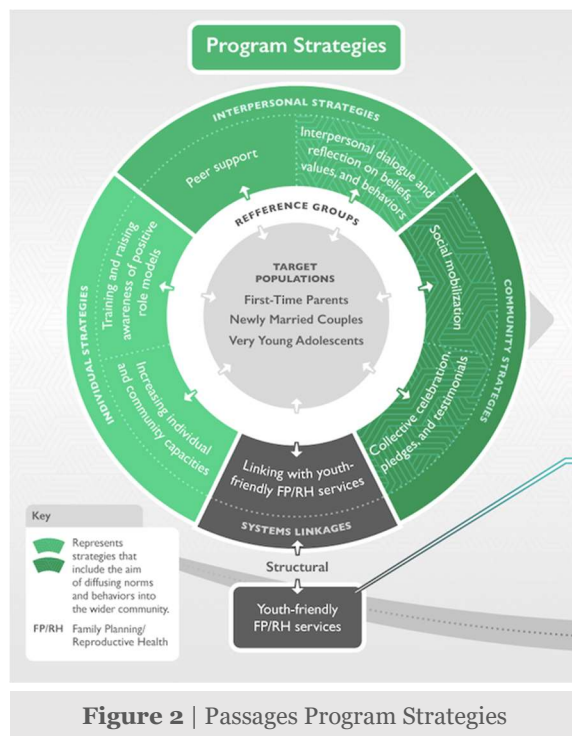 Program Strategies
INTERPERSONAL STRATEGIES
Peer support
Interpersonal dialogue and
reflection on beliefs,
values, and behaviors
REFFERENCE GROUPS
TARGET
POPULATIONS
First-Time Parents
Newly Married Couples
Very Young Adolescents
INDIVIDUAL STRATEGIES
Training and raising
awareness of positive
role models
Increasing individual
and community capacities
COMMUNITY STRATEGIES
Social mobilization
Collective celebration,
pledges, and testimonials
Linking with youth-
friendly FP/RH services
SYSTEMS LINKAGES
Structural
Youth-friendly
FP/RH services
Key
Represents
strategies that
include the aim
of diffusing norms
and behaviors into
the wider community.
FP/RH Family Planning/
Reproductive Health
Figure 2 | Passages Program Strategies